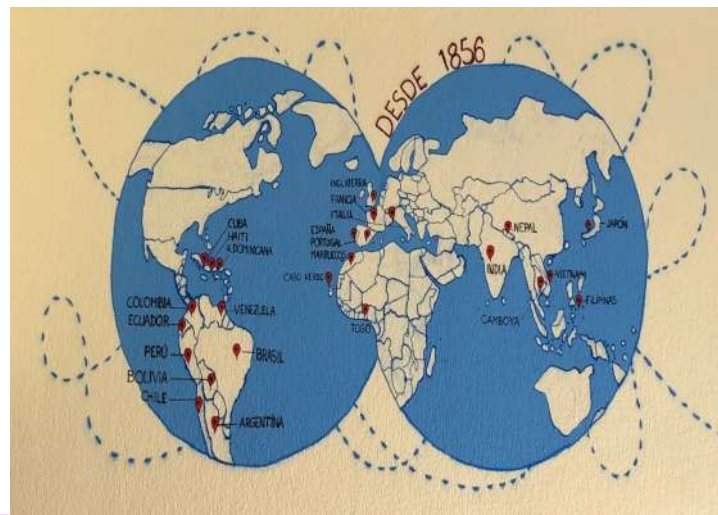 DESDE 1856
CUBA
HAITI
R.DOMINICANA
COLOMBIA
VENEZUELA
ECUADOR
PERÚ
BRASIL
BOLIVIA
CHILE
ARGENTINA
INGLATERRA
FRANCIA
ITALIA
ESPAÑA
PORTUGAL
MARRUECOS
CABO VERDE
TOGO
NEPAL
INDIA
JAPÓN
VIETNAM
FILIPINAS
CAMBOYA